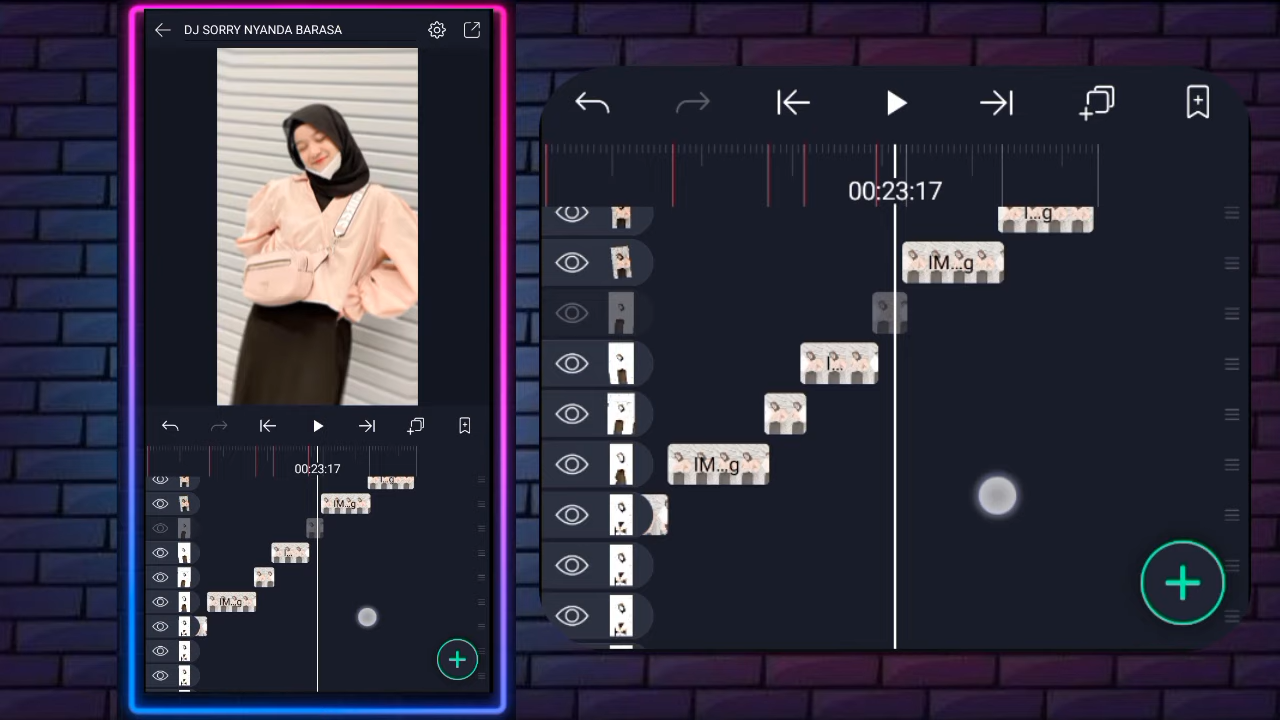 DJ SORRY NYANDA BARASA
00:23:17
I...g
IM...g
I...
IM...g
00:23:17
I...g
IM...g
I...
IM...g